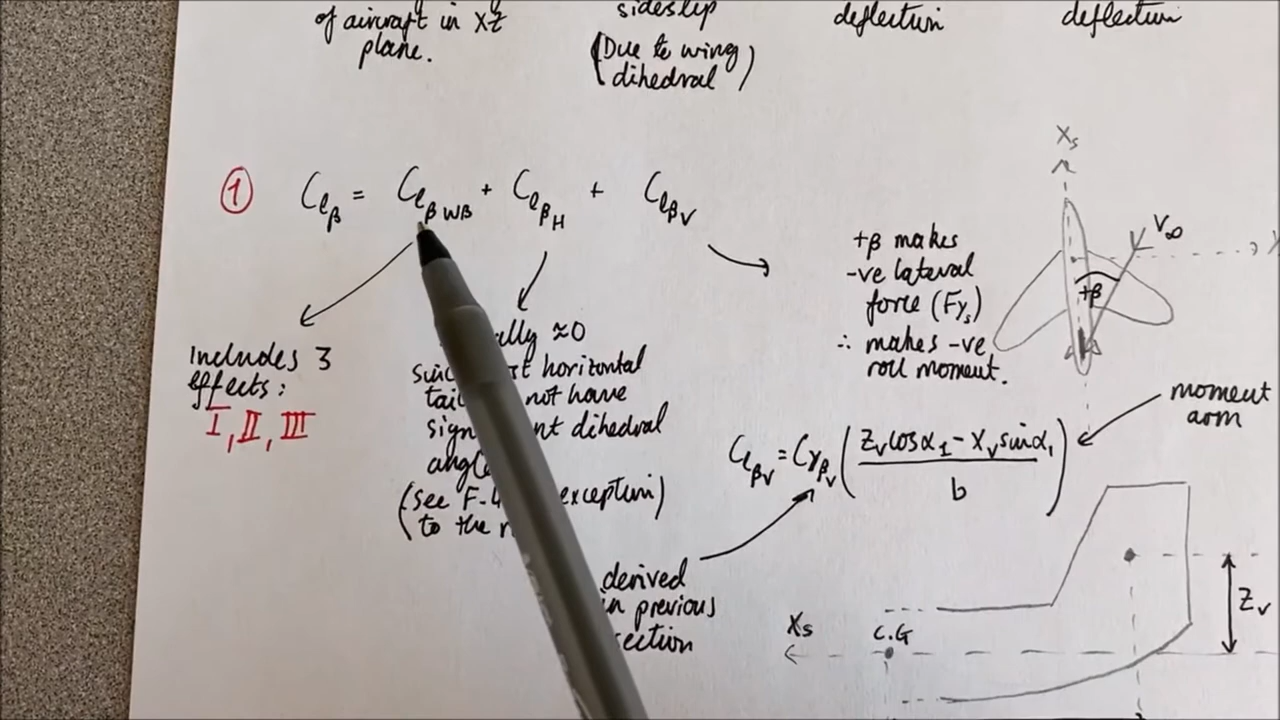 of aircraft in XZ
plane.
sideslip
(Due to wing
dihedral)
deflection
deflection
① Cℓβ = CℓβWB + CℓβH + CℓβV
Includes 3
effects:
I, II, III
≈0
horizontal
not have
dihedral
(see F-
to the
+β makes
-ve lateral
force (Fys)
∴ makes -ve
roll moment.
Xs
V∞
+β
moment
arm
CℓβV = CYβV (ZV cos α1 - XV sin α1 / b)
derived
in previous
section
Xs
C.G
ZV